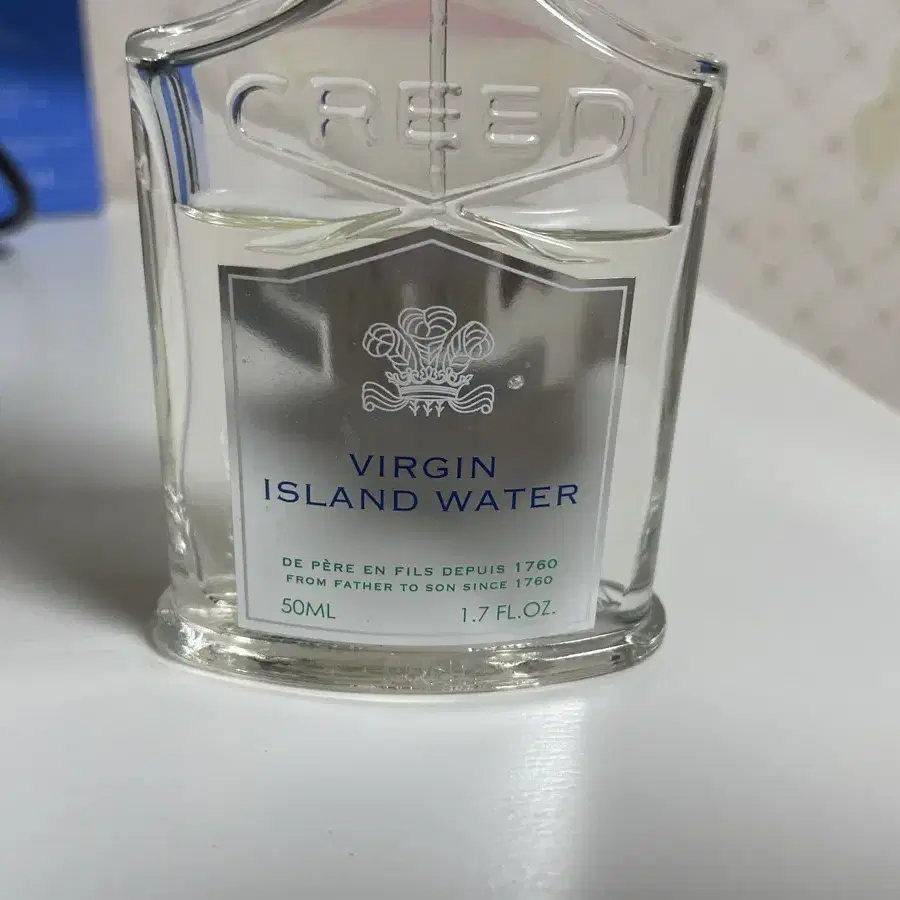 CREED
VIRGIN
ISLAND WATER
DE PÈRE EN FILS DEPUIS 1760
FROM FATHER TO SON SINCE 1760
50ML 1.7 FL.OZ.